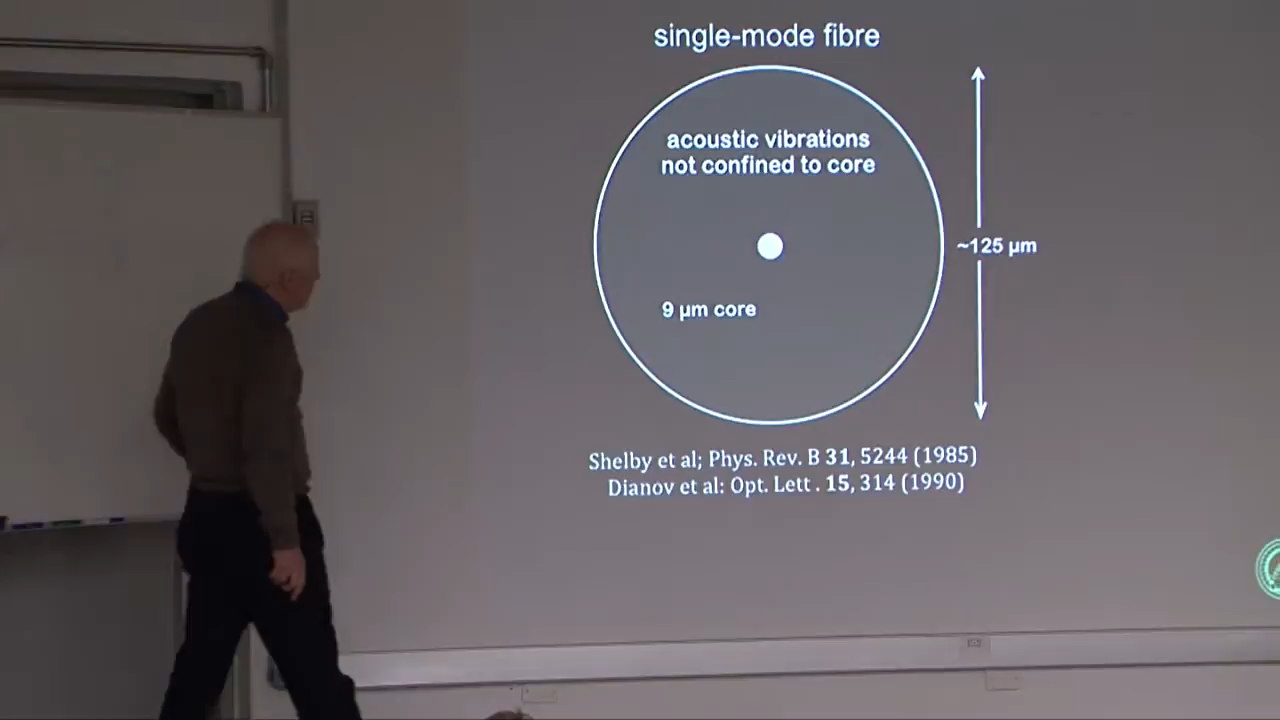 single-mode fibre
acoustic vibrations
not confined to core
~125 µm
9 µm core
Shelby et al; Phys. Rev. B 31, 5244 (1985)
Dianov et al: Opt. Lett . 15, 314 (1990)